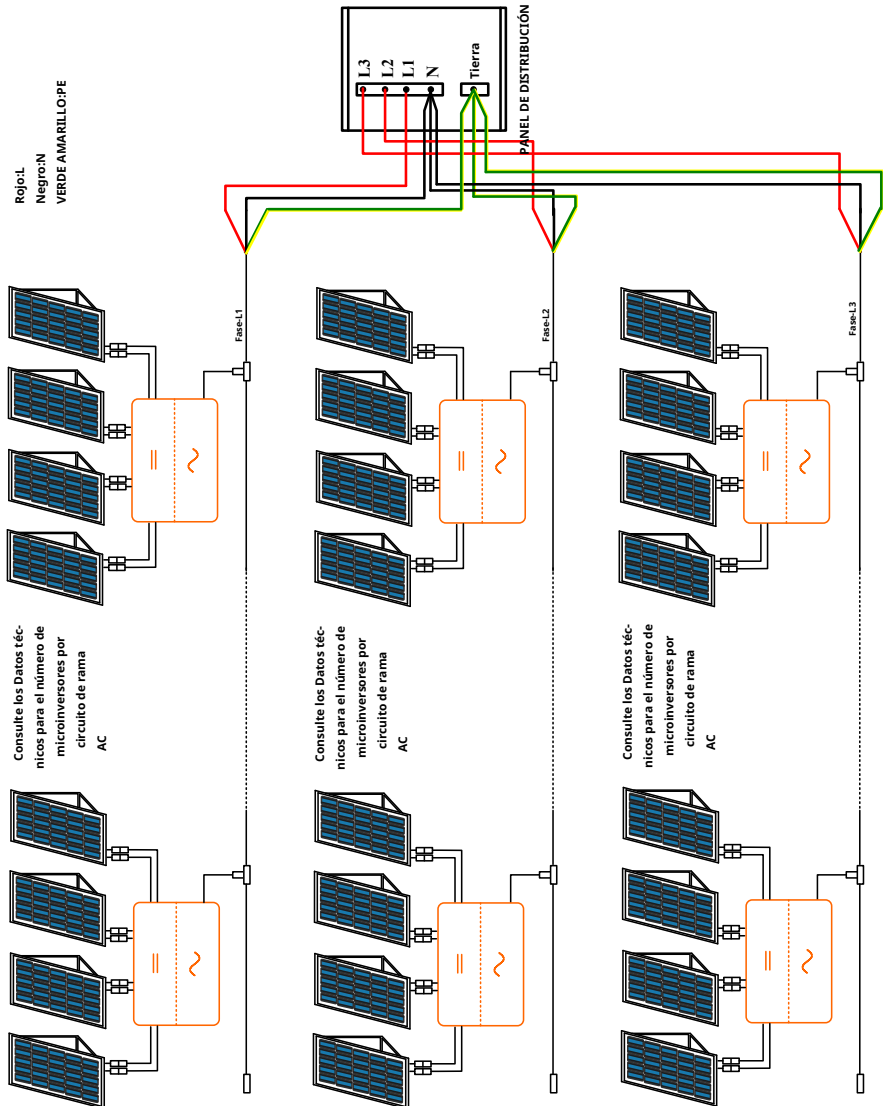 Rojo:L
Negro:N
VERDE AMARILLO:PE
L3
L2
L1
N
Tierra
PANEL DE DISTRIBUCIÓN
Fase-L1
Fase-L2
Fase-L3
Consulte los Datos téc-
nicos para el número de
microinversores por
circuito de rama
AC
Consulte los Datos téc-
nicos para el número de
microinversores por
circuito de rama
AC
Consulte los Datos téc-
nicos para el número de
microinversores por
circuito de rama
AC